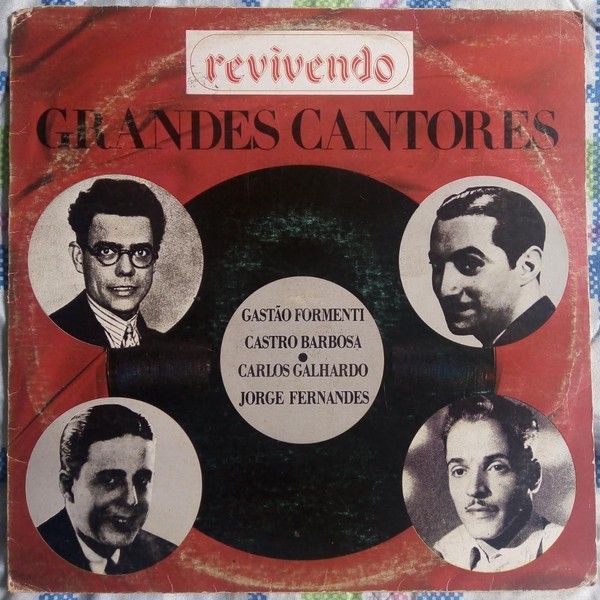 revivendo
GRANDES CANTORES
GASTÃO FORMENTI
CASTRO BARBOSA
CARLOS GALHARDO
JORGE FERNANDES